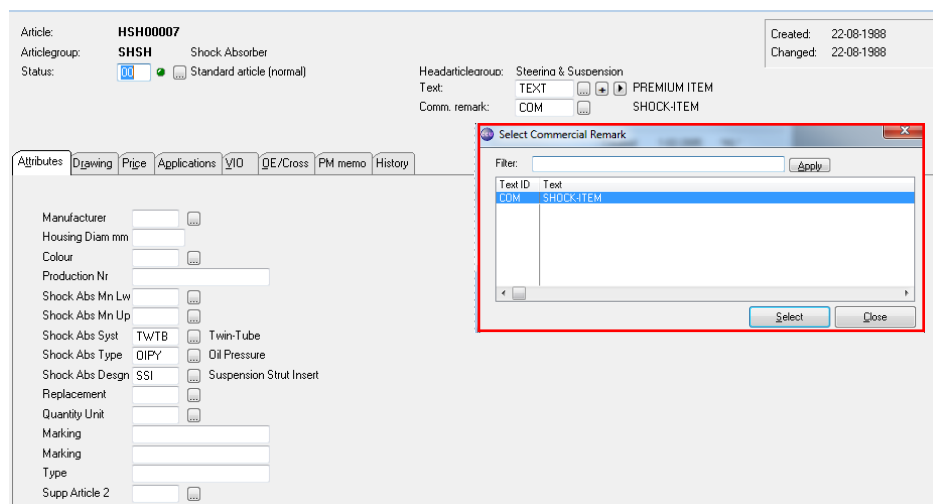 Article: HSH00007
Created: 22-08-1988
Articlegroup: SHSH Shock Absorber
Changed: 22-08-1988
Status: 00 ... Standard article (normal)
Headarticlegroup: Steering & Suspension
Text: TEXT ... + PREMIUM ITEM
Comm. remark: COM ... SHOCK-ITEM
Attributes Drawing Price Applications VIO OE/Cross PM memo History
Select Commercial Remark
Filter: Apply
Text ID Text
COM SHOCK-ITEM
Select Close
Manufacturer ...
Housing Diam mm
Colour ...
Production Nr
Shock Abs Mn Lw ...
Shock Abs Mn Up ...
Shock Abs Syst TWTB ... Twin-Tube
Shock Abs Type OIPY ... Oil Pressure
Shock Abs Desgn SSI ... Suspension Strut Insert
Replacement ...
Quantity Unit ...
Marking
Marking
Type
Supp Article 2 ...